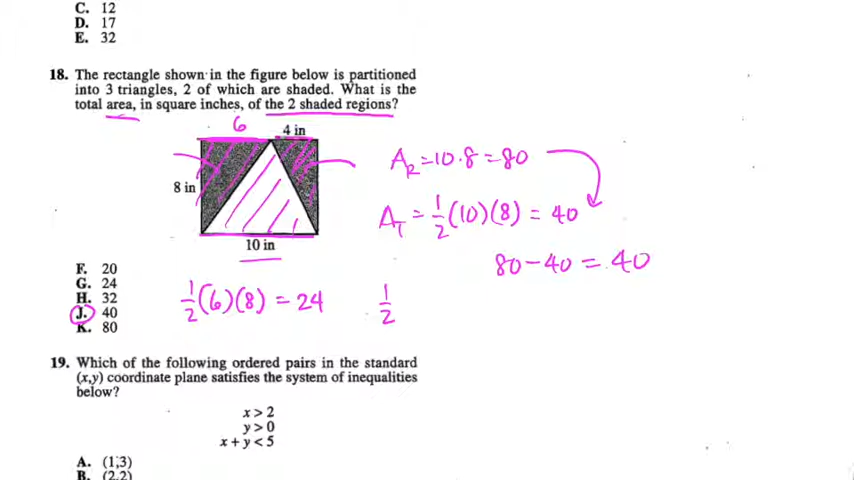 C. 12
D. 17
E. 32
18. The rectangle shown in the figure below is partitioned
into 3 triangles, 2 of which are shaded. What is the
total area, in square inches, of the 2 shaded regions?
6
4 in
8 in
10 in
A_R = 10·8 = 80
A_T = 1/2 (10)(8) = 40
80 - 40 = 40
F. 20
G. 24
H. 32
J. 40
K. 80
1/2 (6)(8) = 24
1/2
19. Which of the following ordered pairs in the standard
(x,y) coordinate plane satisfies the system of inequalities
below?
x > 2
y > 0
x + y < 5
A. (1,3)
B. (2,2)